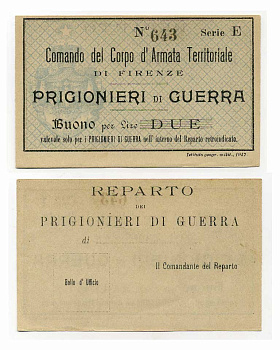 Nº 643 Serie E
Comando del Corpo d'Armata Territoriale
DI FIRENZE
PRIGIONIERI DI GUERRA
Buono per Lire DUE
valevole solo per i PRIGIONIERI DI GUERRA nell'interno del Reparto retroindicato.
REPARTO
DEI
PRIGIONIERI DI GUERRA
di
Il Comandante del Reparto
Bollo d'Ufficio